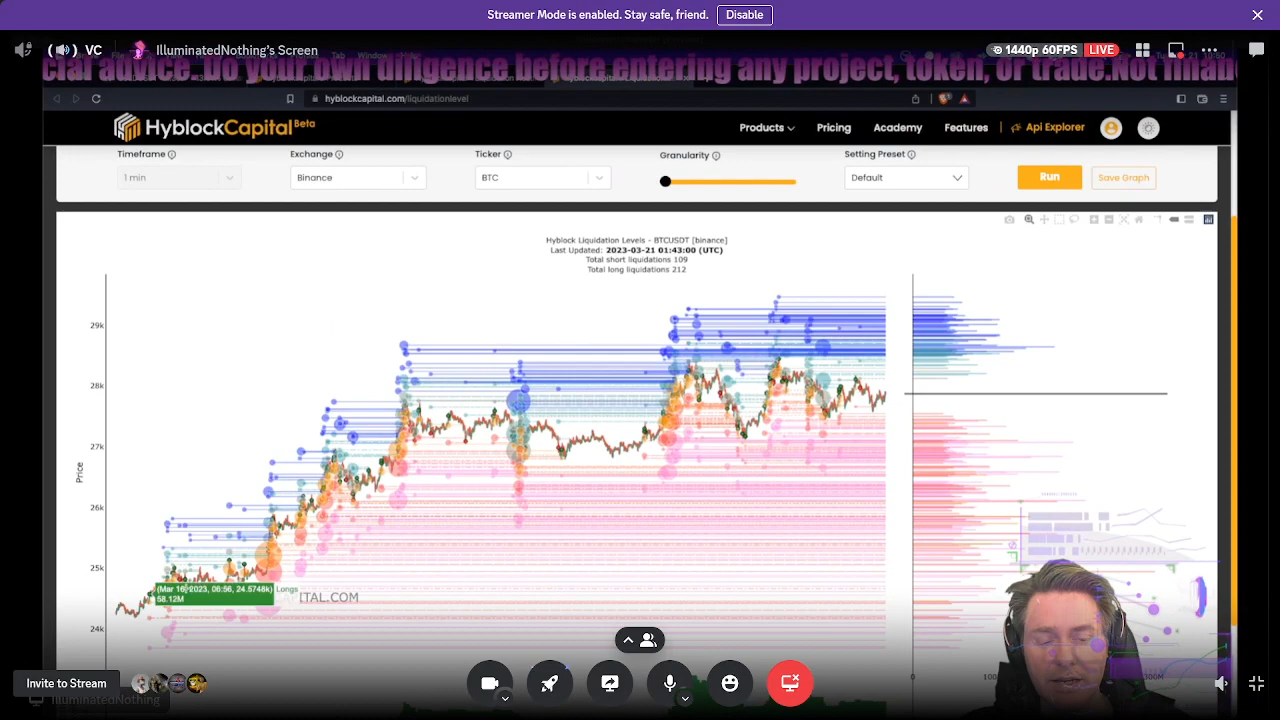 Streamer Mode is enabled. Stay safe, friend. Disable
VC IlluminatedNothing's Screen 1440p 60FPS LIVE
cial advice. diligence before entering any project, token, or trade.Not
hyblockcapital.com/liquidationlevel
HyblockCapital Beta Products Pricing Academy Features Api Explorer
Timeframe Exchange Ticker Granularity Setting Preset
1 min Binance BTC Default Run Save Graph
Hyblock Liquidation Levels - BTCUSDT [binance]
Last Updated: 2023-03-21 01:43:00 (UTC)
Total short liquidations 109
Total long liquidations 212
29k
28k
27k
Price
26k
25k
(Mar 16, 2023, 06:56, 24.5748k) Longs
58.12M
ITAL.COM
24k
0
Invite to Stream
IlluminatedNothing